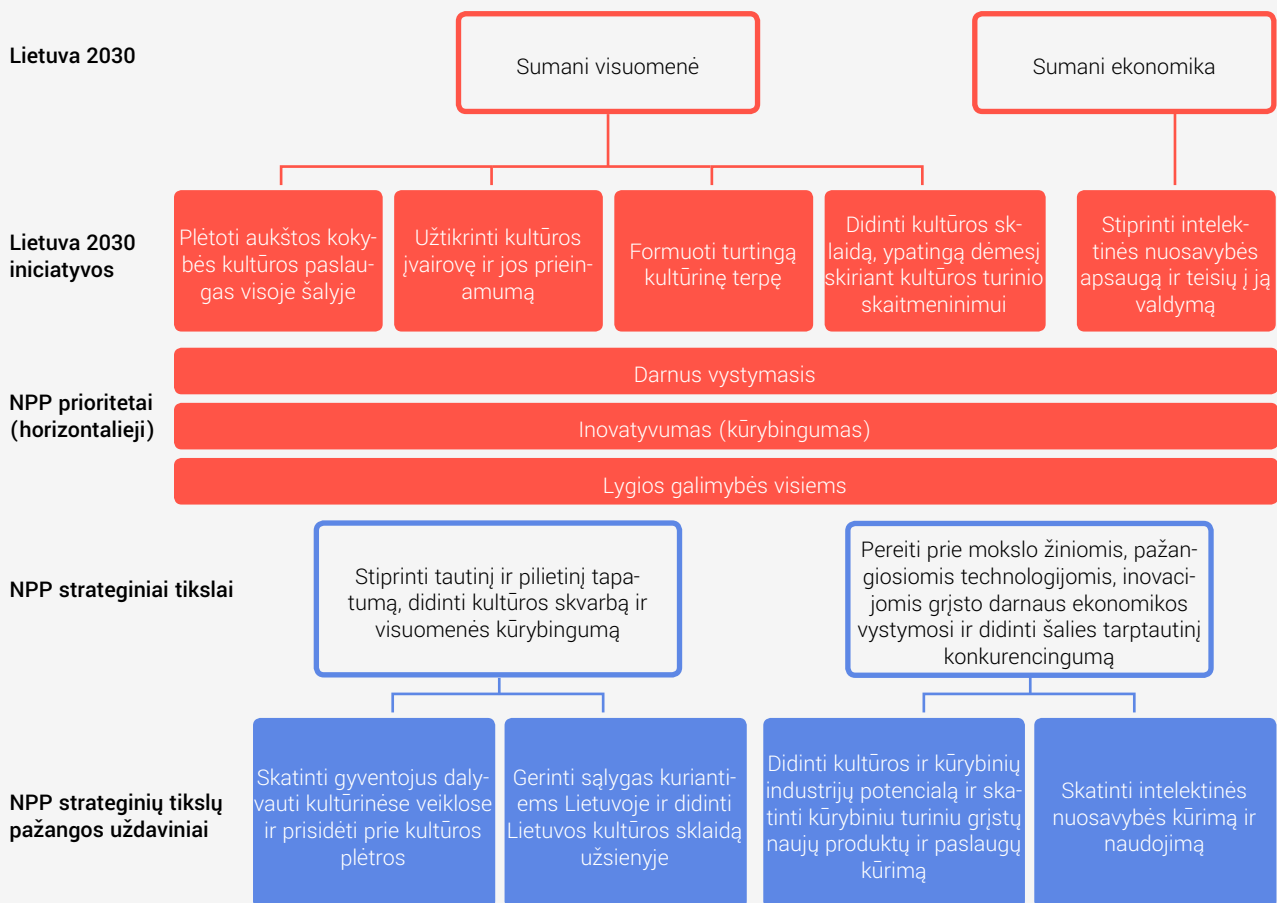 Lietuva 2030
Sumani visuomenė
Sumani ekonomika
Lietuva 2030
iniciatyvos
Plėtoti aukštos koky-
bės kultūros paslau-
gas visoje šalyje
Užtikrinti kultūros
įvairovę ir jos priein-
amumą
Formuoti turtingą
kultūrinę terpę
Didinti kultūros sk-
laidą, ypatingą dėmesį
skiriant kultūros turinio
skaitmeninimui
Stiprinti intelek-
tinės nuosavybės
apsaugą ir teisių į ją
valdymą
NPP prioritetai
(horizontalieji)
Darnus vystymasis
Inovatyvumas (kūrybingumas)
Lygios galimybės visiems
NPP strateginiai tikslai
Stiprinti tautinį ir pilietinį tapa-
tumą, didinti kultūros skvarbą ir
visuomenės kūrybingumą
Pereiti prie mokslo žiniomis, pažan-
giosiomis technologijomis, inovaci-
jomis grįsto darnaus ekonomikos
vystymosi ir didinti šalies tarptautinį
konkurencingumą
NPP strateginių tikslų
pažangos uždaviniai
Skatinti gyventojus daly-
vauti kultūrinėse veiklose
ir prisidėti prie kultūros
plėtros
Gerinti sąlygas kurianti-
ems Lietuvoje ir didinti
Lietuvos kultūros sklaidą
užsienyje
Didinti kultūros ir kūrybinių
industrijų potencialą ir ska-
tinti kūrybiniu turiniu grįstų
naujų produktų ir paslaugų
kūrimą
Skatinti intelektinės
nuosavybės kūrimą ir
naudojimą